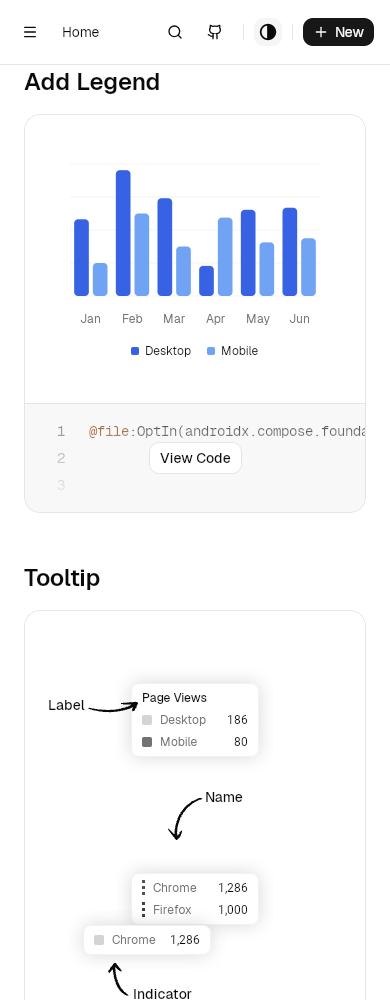 Home
New
Add Legend
Jan Feb Mar Apr May Jun
Desktop Mobile
1 @file:OptIn(androidx.compose.founda
2
View Code
3
Tooltip
Label
Page Views
Desktop 186
Mobile 80
Name
Chrome 1,286
Firefox 1,000
Chrome 1,286
Indicator